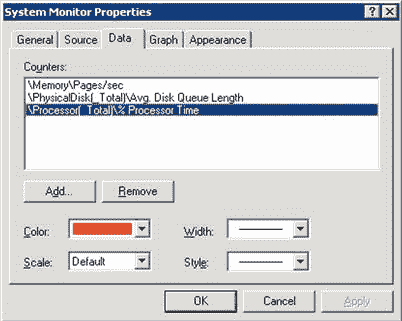 System Monitor Properties
General Source Data Graph Appearance
Counters:
\Memory\Pages/sec
\PhysicalDisk(_Total)\Avg. Disk Queue Length
\Processor(_Total)\% Processor Time
Add... Remove
Color: Width:
Scale: Default Style:
OK Cancel Apply